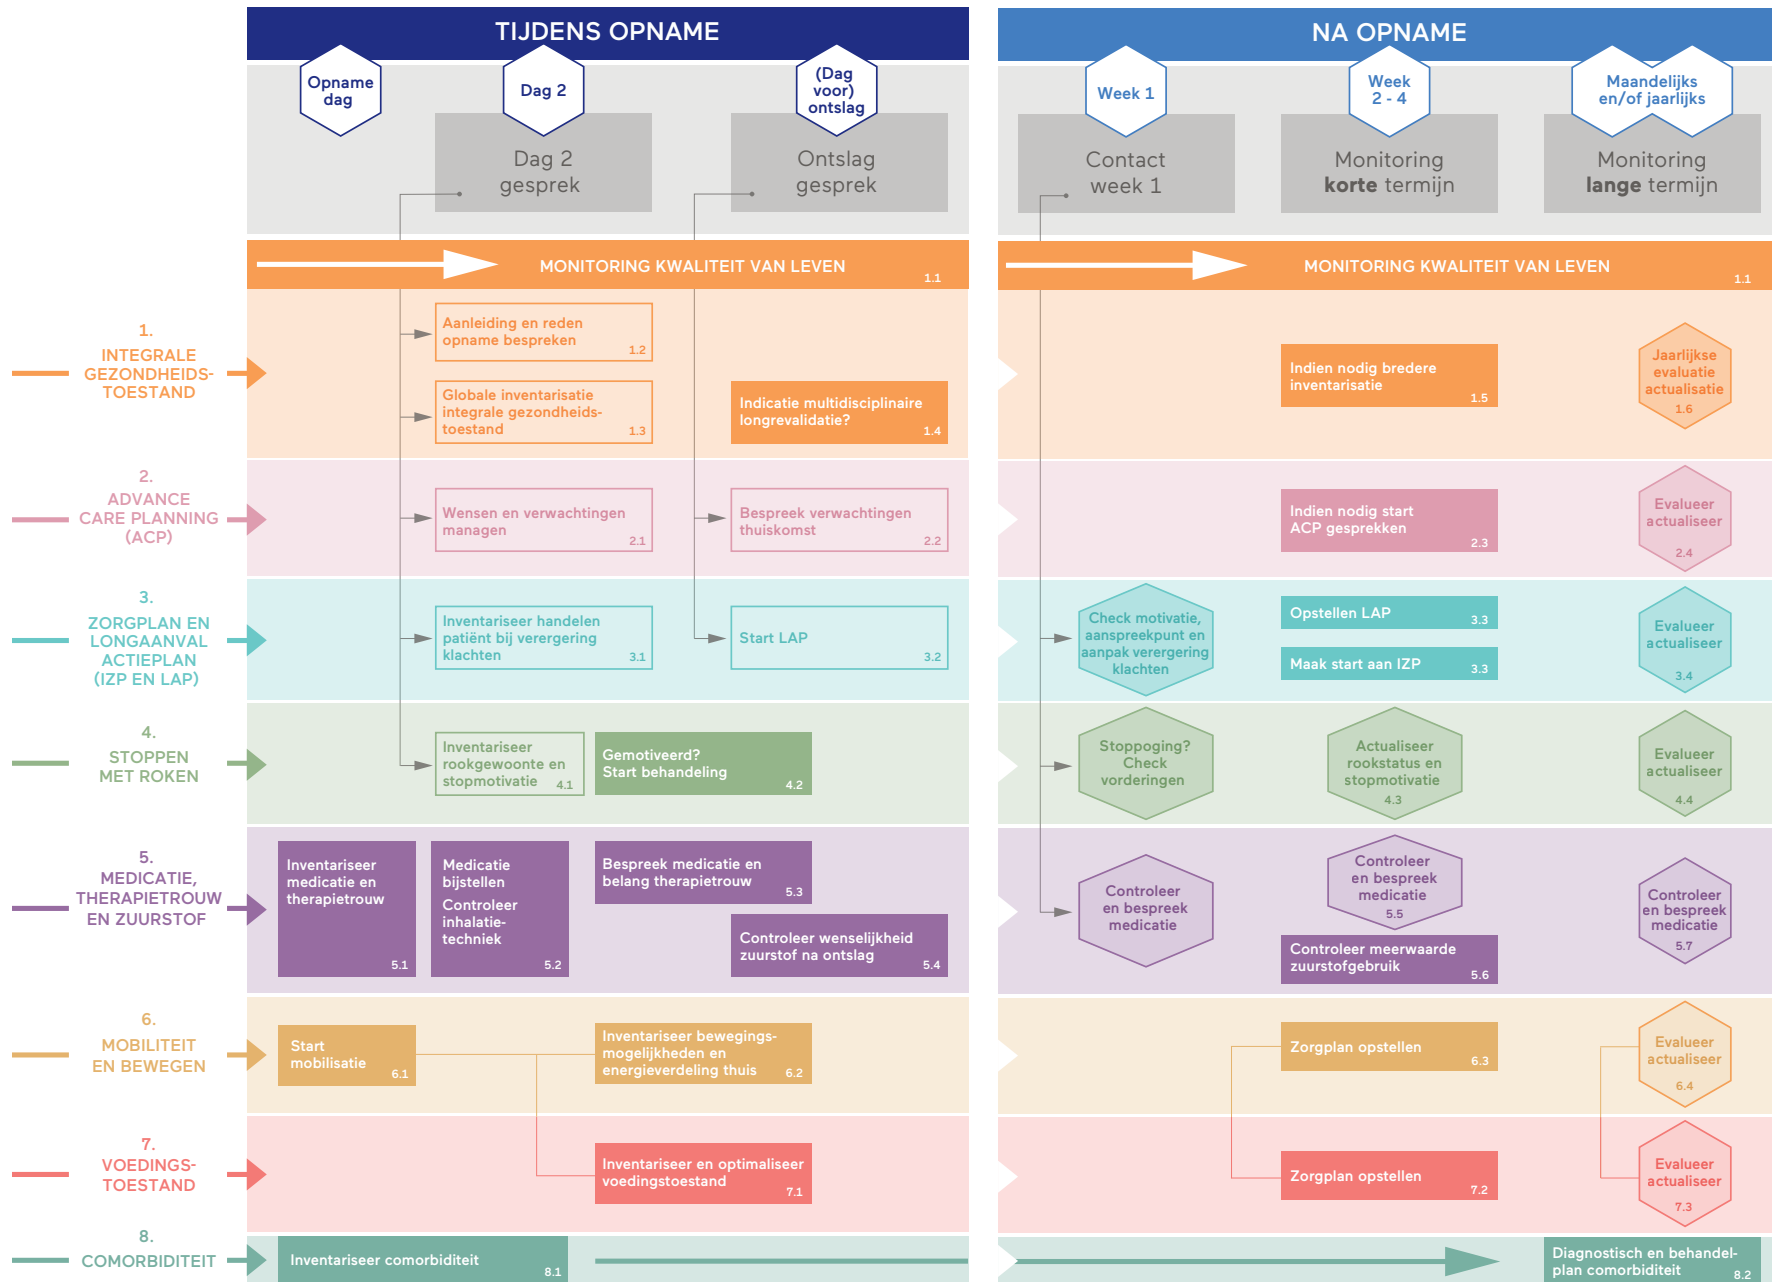 TIJDENS OPNAME
NA OPNAME
Opname
dag
Dag 2
(Dag
voor)
ontslag
Week 1
Week
2 - 4
Maandelijks
en/of jaarlijks
Dag 2
gesprek
Ontslag
gesprek
Contact
week 1
Monitoring
korte termijn
Monitoring
lange termijn
MONITORING KWALITEIT VAN LEVEN
1.1
MONITORING KWALITEIT VAN LEVEN
1.1
1.
INTEGRALE
GEZONDHEIDS-
TOESTAND
Aanleiding en reden
opname bespreken
1.2
Globale inventarisatie
integrale gezondheids-
toestand
1.3
Indicatie multidisciplinaire
longrevalidatie?
1.4
Indien nodig bredere
inventarisatie
1.5
Jaarlijkse
evaluatie
actualisatie
1.6
2.
ADVANCE
CARE PLANNING
(ACP)
Wensen en verwachtingen
managen
2.1
Bespreek verwachtingen
thuiskomst
2.2
Indien nodig start
ACP gesprekken
2.3
Evalueer
actualiseer
2.4
3.
ZORGPLAN EN
LONGAANVAL
ACTIEPLAN
(IZP EN LAP)
Inventariseer handelen
patiënt bij verergering
klachten
3.1
Start LAP
3.2
Check motivatie,
aanspreekpunt en
aanpak verergering
klachten
Opstellen LAP
3.3
Maak start aan IZP
3.3
Evalueer
actualiseer
3.4
4.
STOPPEN
MET ROKEN
Inventariseer
rookgewoonte en
stopmotivatie
4.1
Gemotiveerd?
Start behandeling
4.2
Stoppoging?
Check
vorderingen
Actualiseer
rookstatus en
stopmotivatie
4.3
Evalueer
actualiseer
4.4
5.
MEDICATIE,
THERAPIETROUW
EN ZUURSTOF
Inventariseer
medicatie en
therapietrouw
5.1
Medicatie
bijstellen
Controleer
inhalatie-
techniek
5.2
Bespreek medicatie en
belang therapietrouw
5.3
Controleer wenselijkheid
zuurstof na ontslag
5.4
Controleer
en bespreek
medicatie
Controleer
en bespreek
medicatie
5.5
Controleer meerwaarde
zuurstofgebruik
5.6
Controleer
en bespreek
medicatie
5.7
6.
MOBILITEIT
EN BEWEGEN
Start
mobilisatie
6.1
Inventariseer bewegings-
mogelijkheden en
energieverdeling thuis
6.2
Zorgplan opstellen
6.3
Evalueer
actualiseer
6.4
7.
VOEDINGS-
TOESTAND
Inventariseer en optimaliseer
voedingstoestand
7.1
Zorgplan opstellen
7.2
Evalueer
actualiseer
7.3
8.
COMORBIDITEIT
Inventariseer comorbiditeit
8.1
Diagnostisch en behandel-
plan comorbiditeit
8.2